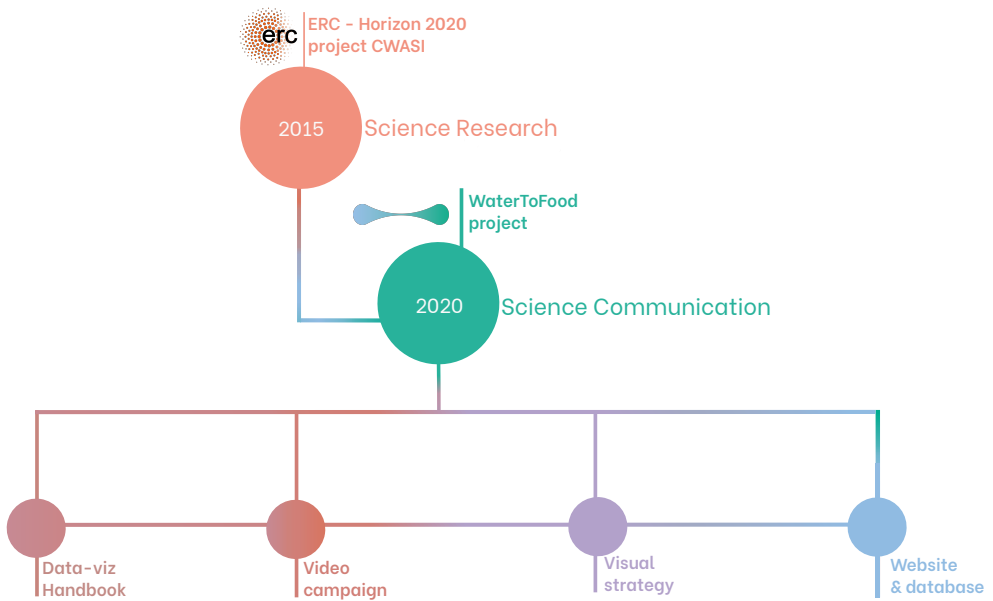 erc
ERC - Horizon 2020
project CWASI
2015
Science Research
WaterToFood
project
2020
Science Communication
Data-viz
Handbook
Video
campaign
Visual
strategy
Website
& database